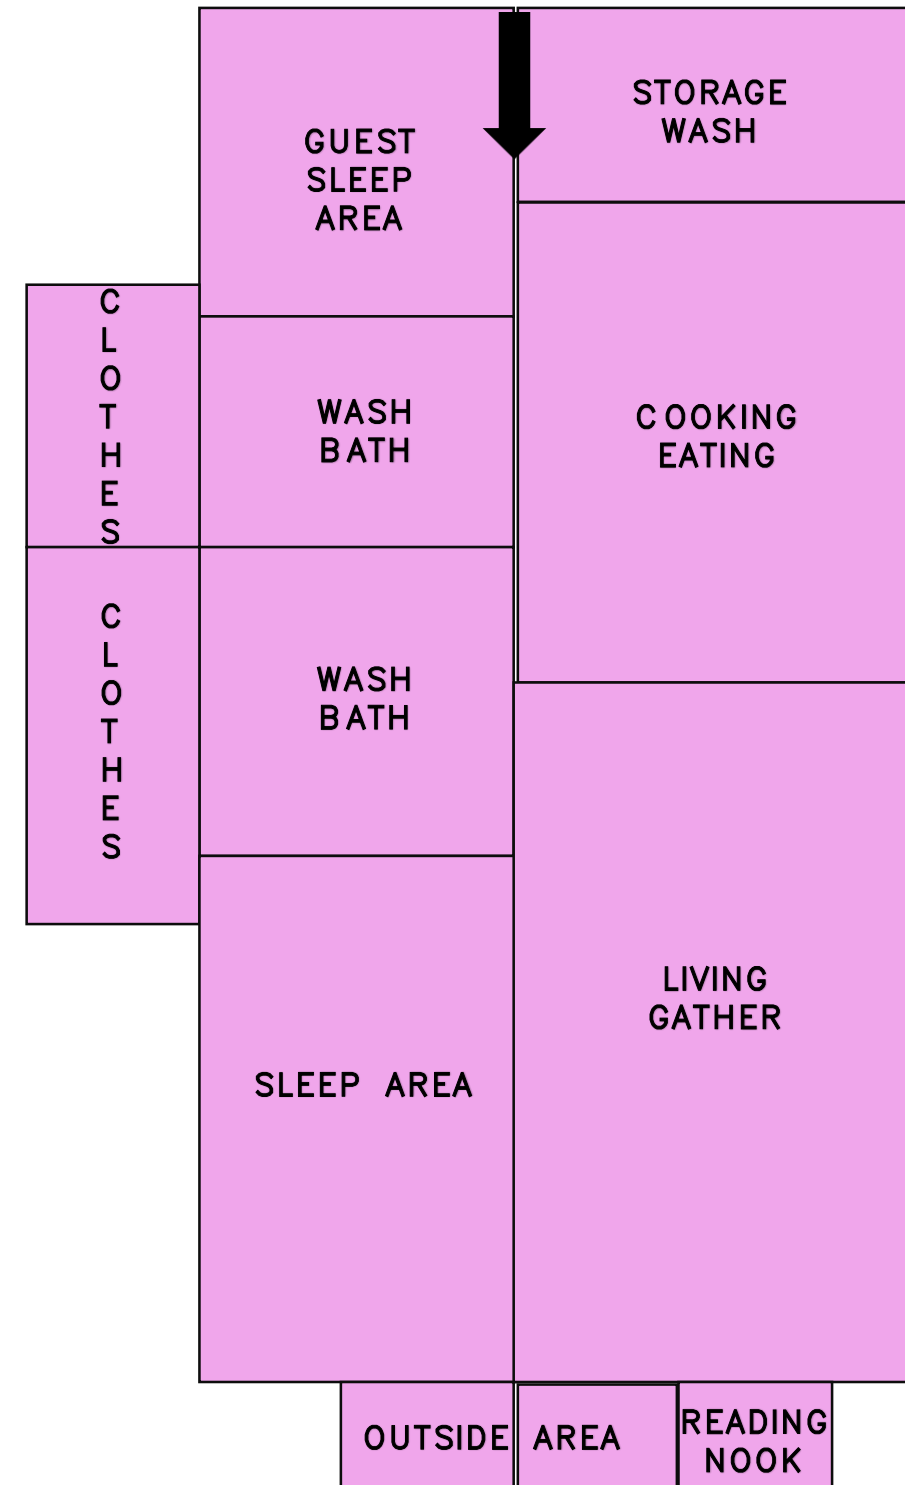 STORAGE
WASH
GUEST
SLEEP
AREA
CLOTHES
WASH
BATH
COOKING
EATING
CLOTHES
WASH
BATH
LIVING
GATHER
SLEEP AREA
OUTSIDE AREA
READING
NOOK